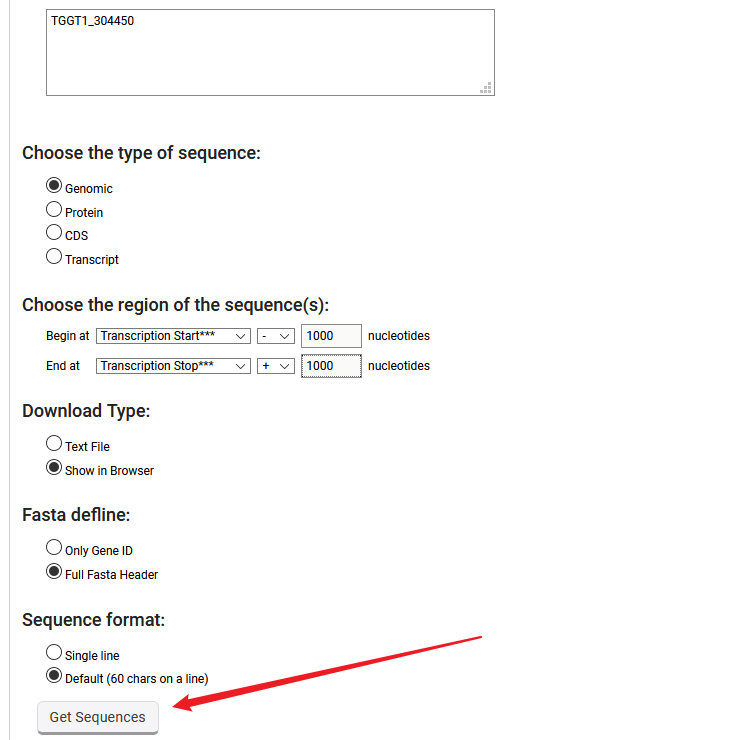 TGGT1_304450
Choose the type of sequence:
Genomic
Protein
CDS
Transcript
Choose the region of the sequence(s):
Begin at Transcription Start*** - 1000 nucleotides
End at Transcription Stop*** + 1000 nucleotides
Download Type:
Text File
Show in Browser
Fasta defline:
Only Gene ID
Full Fasta Header
Sequence format:
Single line
Default (60 chars on a line)
Get Sequences